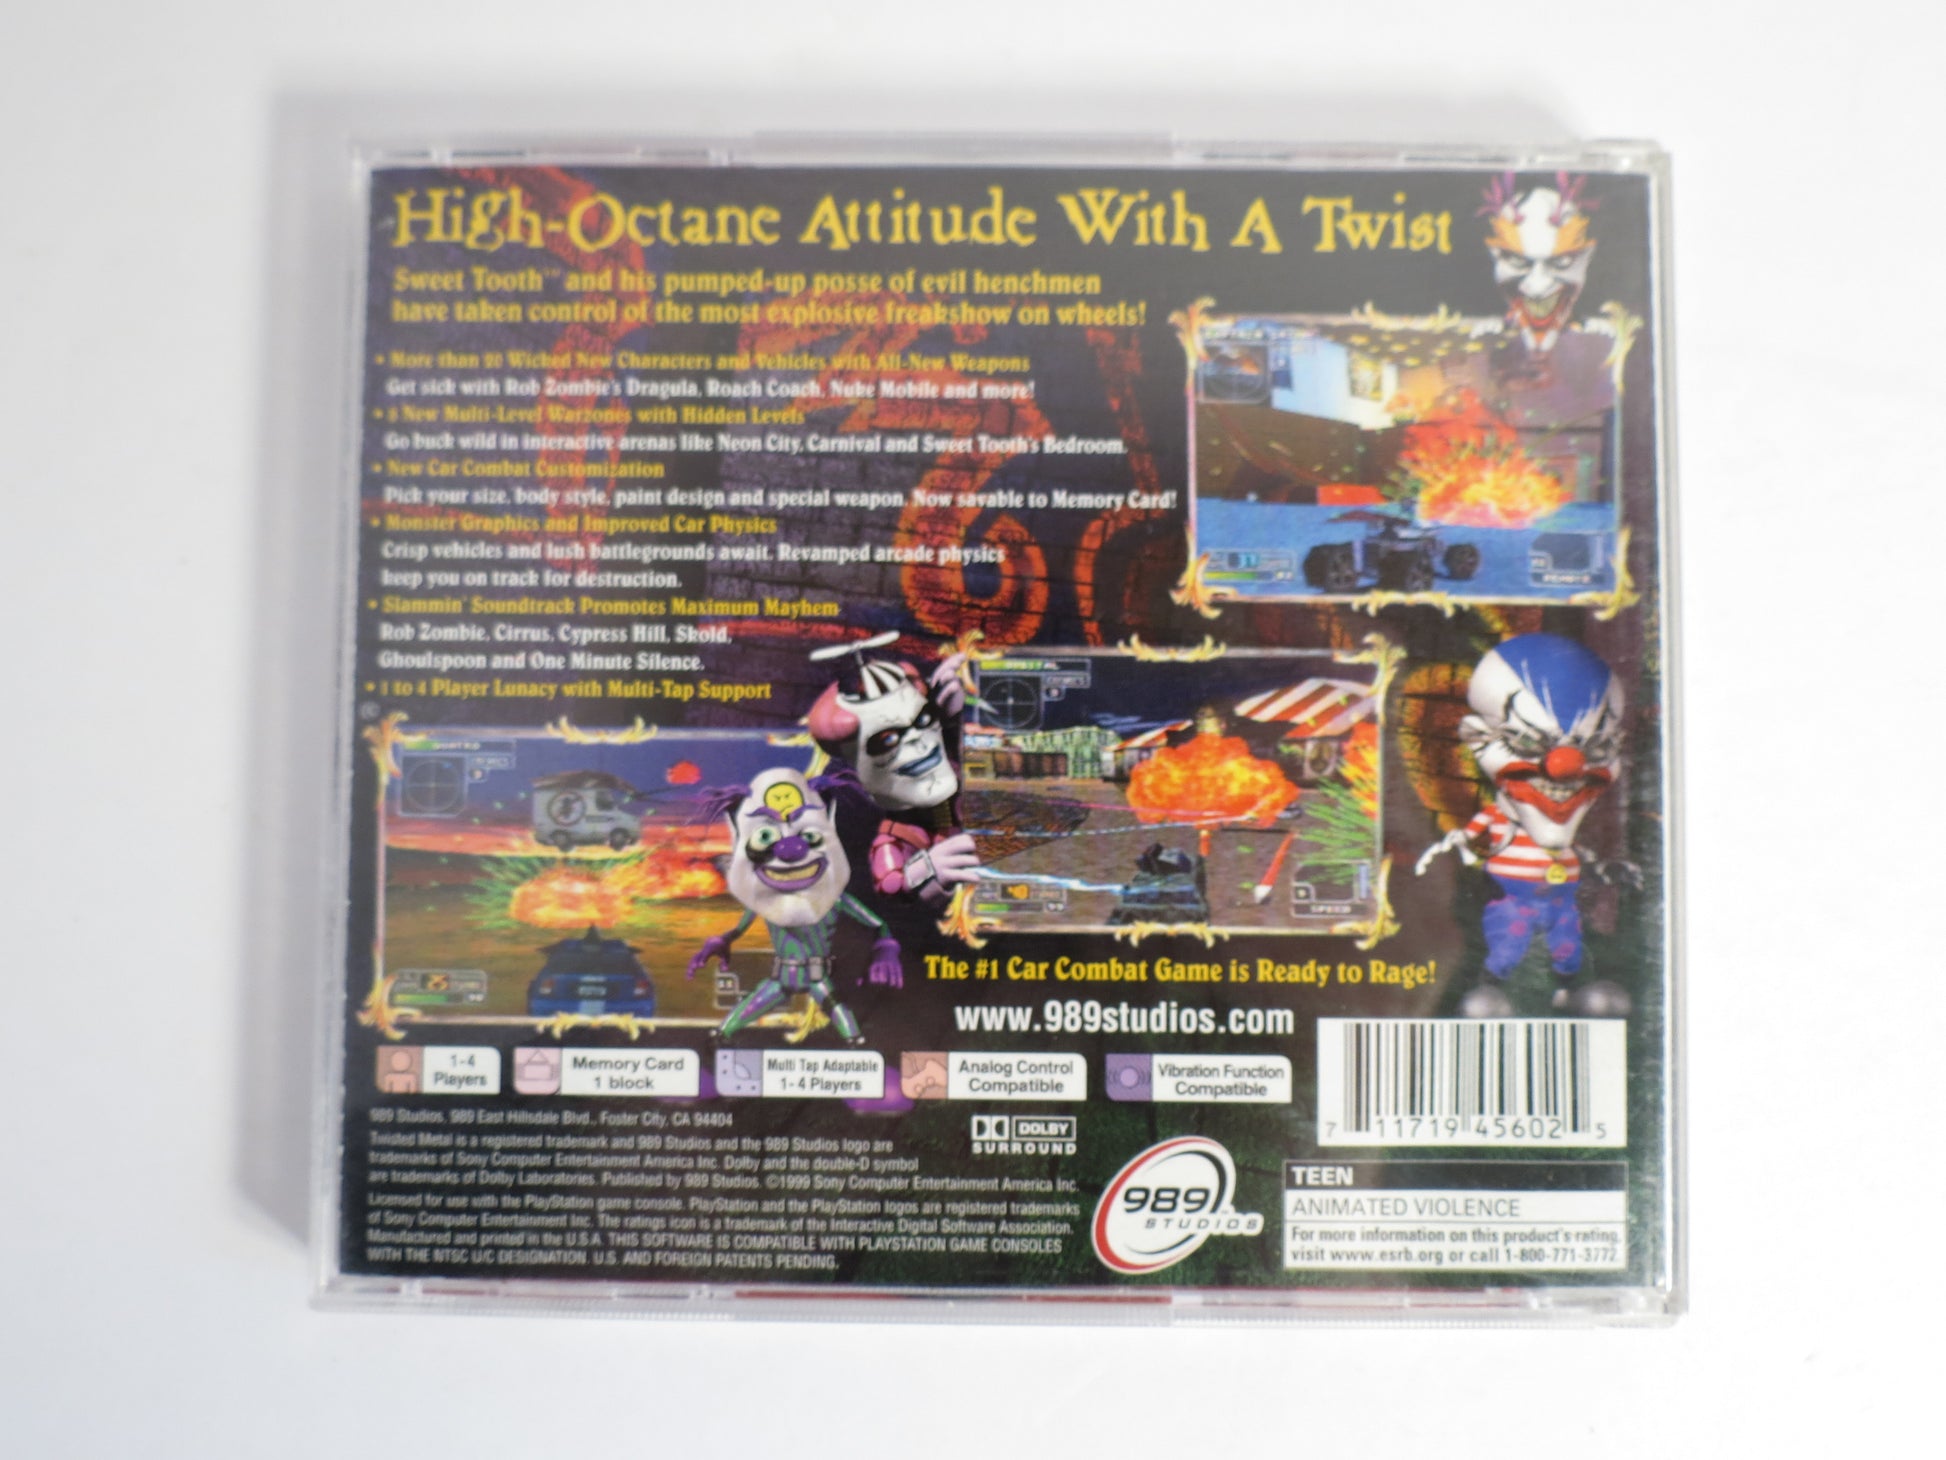 High-Octane Attitude With A Twist
Sweet Tooth™ and his pumped-up posse of evil henchmen
have taken control of the most explosive freakshow on wheels!
• More than 20 Wicked New Characters and Vehicles with All-New Weapons
Get sick with Rob Zombie's Dragula, Roach Coach, Nuke Mobile and more!
• 8 New Multi-Level Warzones with Hidden Levels
Go buck wild in interactive arenas like Neon City, Carnival and Sweet Tooth's Bedroom.
• New Car Combat Customization
Pick your size, body style, paint design and special weapon. Now savable to Memory Card!
• Monster Graphics and Improved Car Physics
Crisp vehicles and lush battlegrounds await. Revamped arcade physics
keep you on track for destruction.
• Slammin' Soundtrack Promotes Maximum Mayhem
Rob Zombie, Cirrus, Cypress Hill, Skold,
Ghoulspoon and One Minute Silence.
• 1 to 4 Player Lunacy with Multi-Tap Support
REMOTE
SPEED
The #1 Car Combat Game is Ready to Rage!
www.989studios.com
1-4
Players
Memory Card
1 block
Multi Tap Adaptable
1-4 Players
Analog Control
Compatible
Vibration Function
Compatible
989 Studios, 989 East Hillsdale Blvd., Foster City, CA 94404
Twisted Metal is a registered trademark and 989 Studios and the 989 Studios logo are
trademarks of Sony Computer Entertainment America Inc. Dolby and the double-D symbol
are trademarks of Dolby Laboratories. Published by 989 Studios. ©1999 Sony Computer Entertainment America Inc.
Licensed for use with the PlayStation game console. PlayStation and the PlayStation logos are registered trademarks
of Sony Computer Entertainment Inc. The ratings icon is a trademark of the Interactive Digital Software Association.
Manufactured and printed in the U.S.A. THIS SOFTWARE IS COMPATIBLE WITH PLAYSTATION GAME CONSOLES
WITH THE NTSC U/C DESIGNATION. U.S. AND FOREIGN PATENTS PENDING.
DOLBY
SURROUND
989
STUDIOS
7 11719 45602 5
TEEN
ANIMATED VIOLENCE
For more information on this product's rating,
visit www.esrb.org or call 1-800-771-3772.